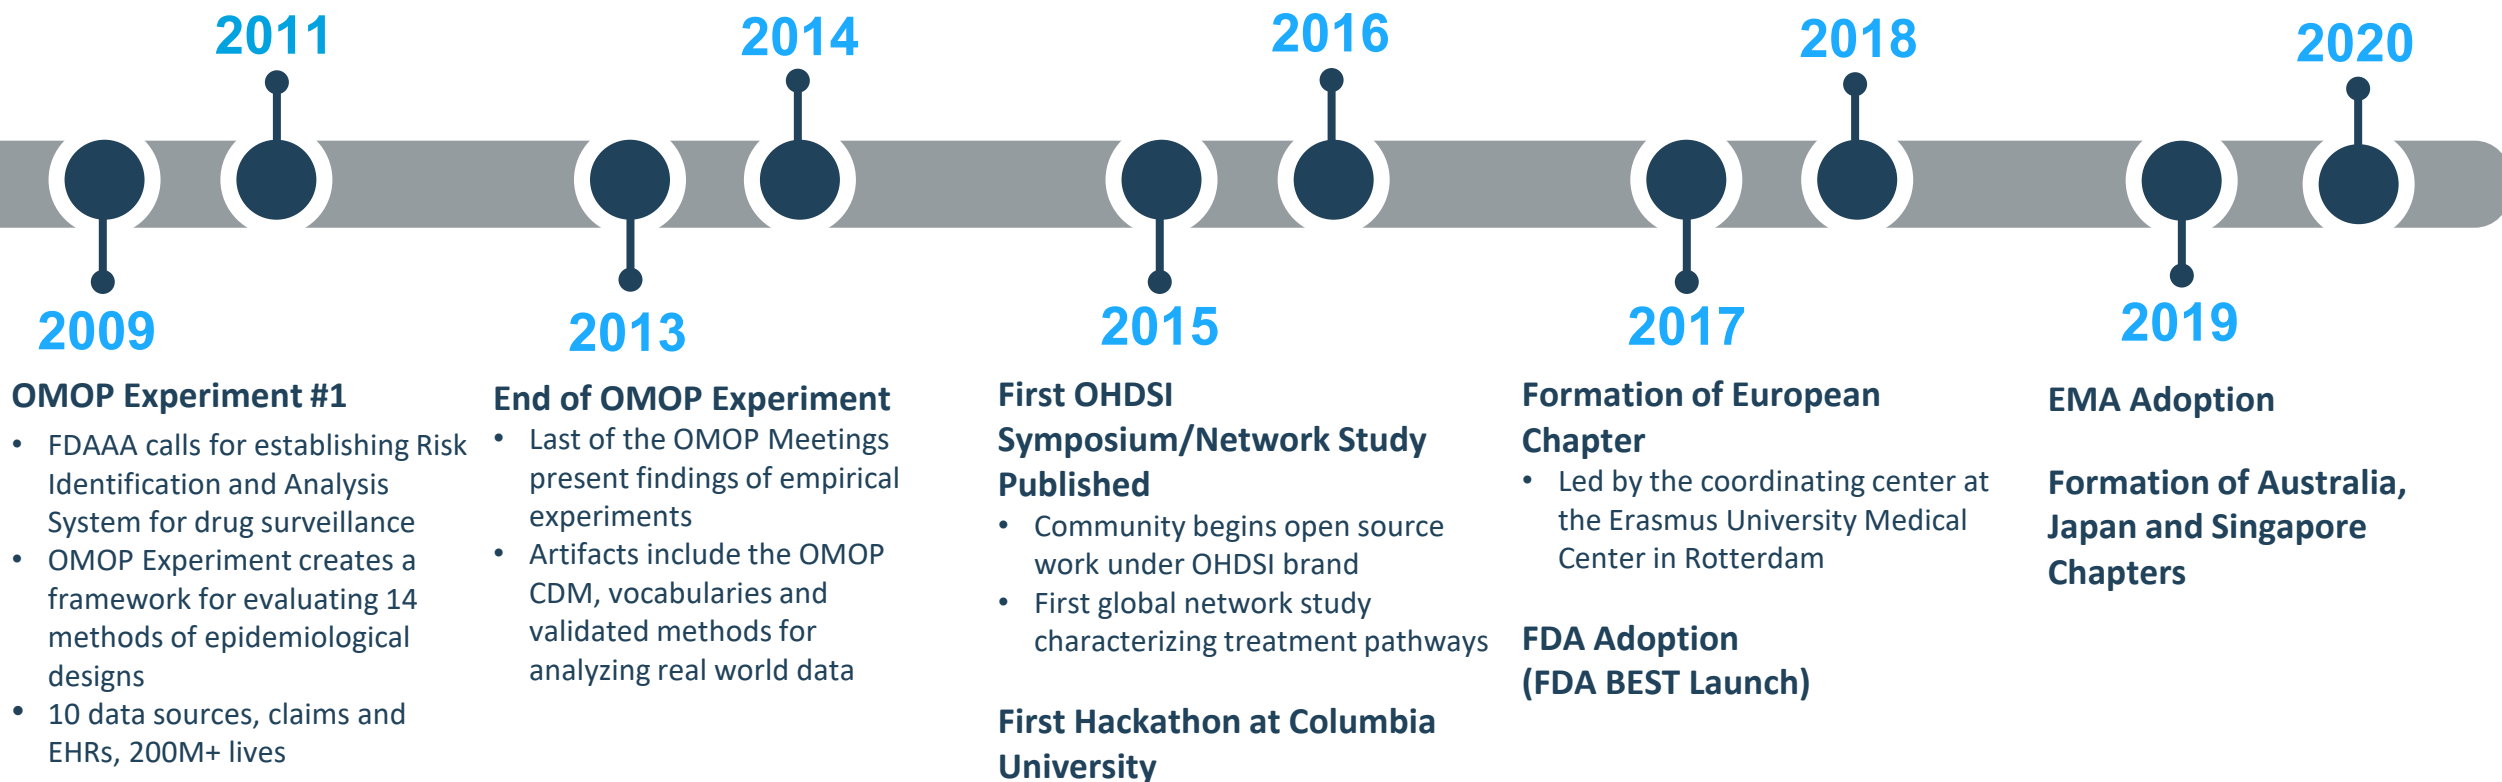 2011
2014
2016
2018
2020
2009
2013
2015
2017
2019
OMOP Experiment #1
• FDAAA calls for establishing Risk
Identification and Analysis
System for drug surveillance
• OMOP Experiment creates a
framework for evaluating 14
methods of epidemiological
designs
• 10 data sources, claims and
EHRs, 200M+ lives
End of OMOP Experiment
• Last of the OMOP Meetings
present findings of empirical
experiments
• Artifacts include the OMOP
CDM, vocabularies and
validated methods for
analyzing real world data
First OHDSI
Symposium/Network Study
Published
• Community begins open source
work under OHDSI brand
• First global network study
characterizing treatment pathways
First Hackathon at Columbia
University
Formation of European
Chapter
• Led by the coordinating center at
the Erasmus University Medical
Center in Rotterdam
FDA Adoption
(FDA BEST Launch)
EMA Adoption
Formation of Australia,
Japan and Singapore
Chapters